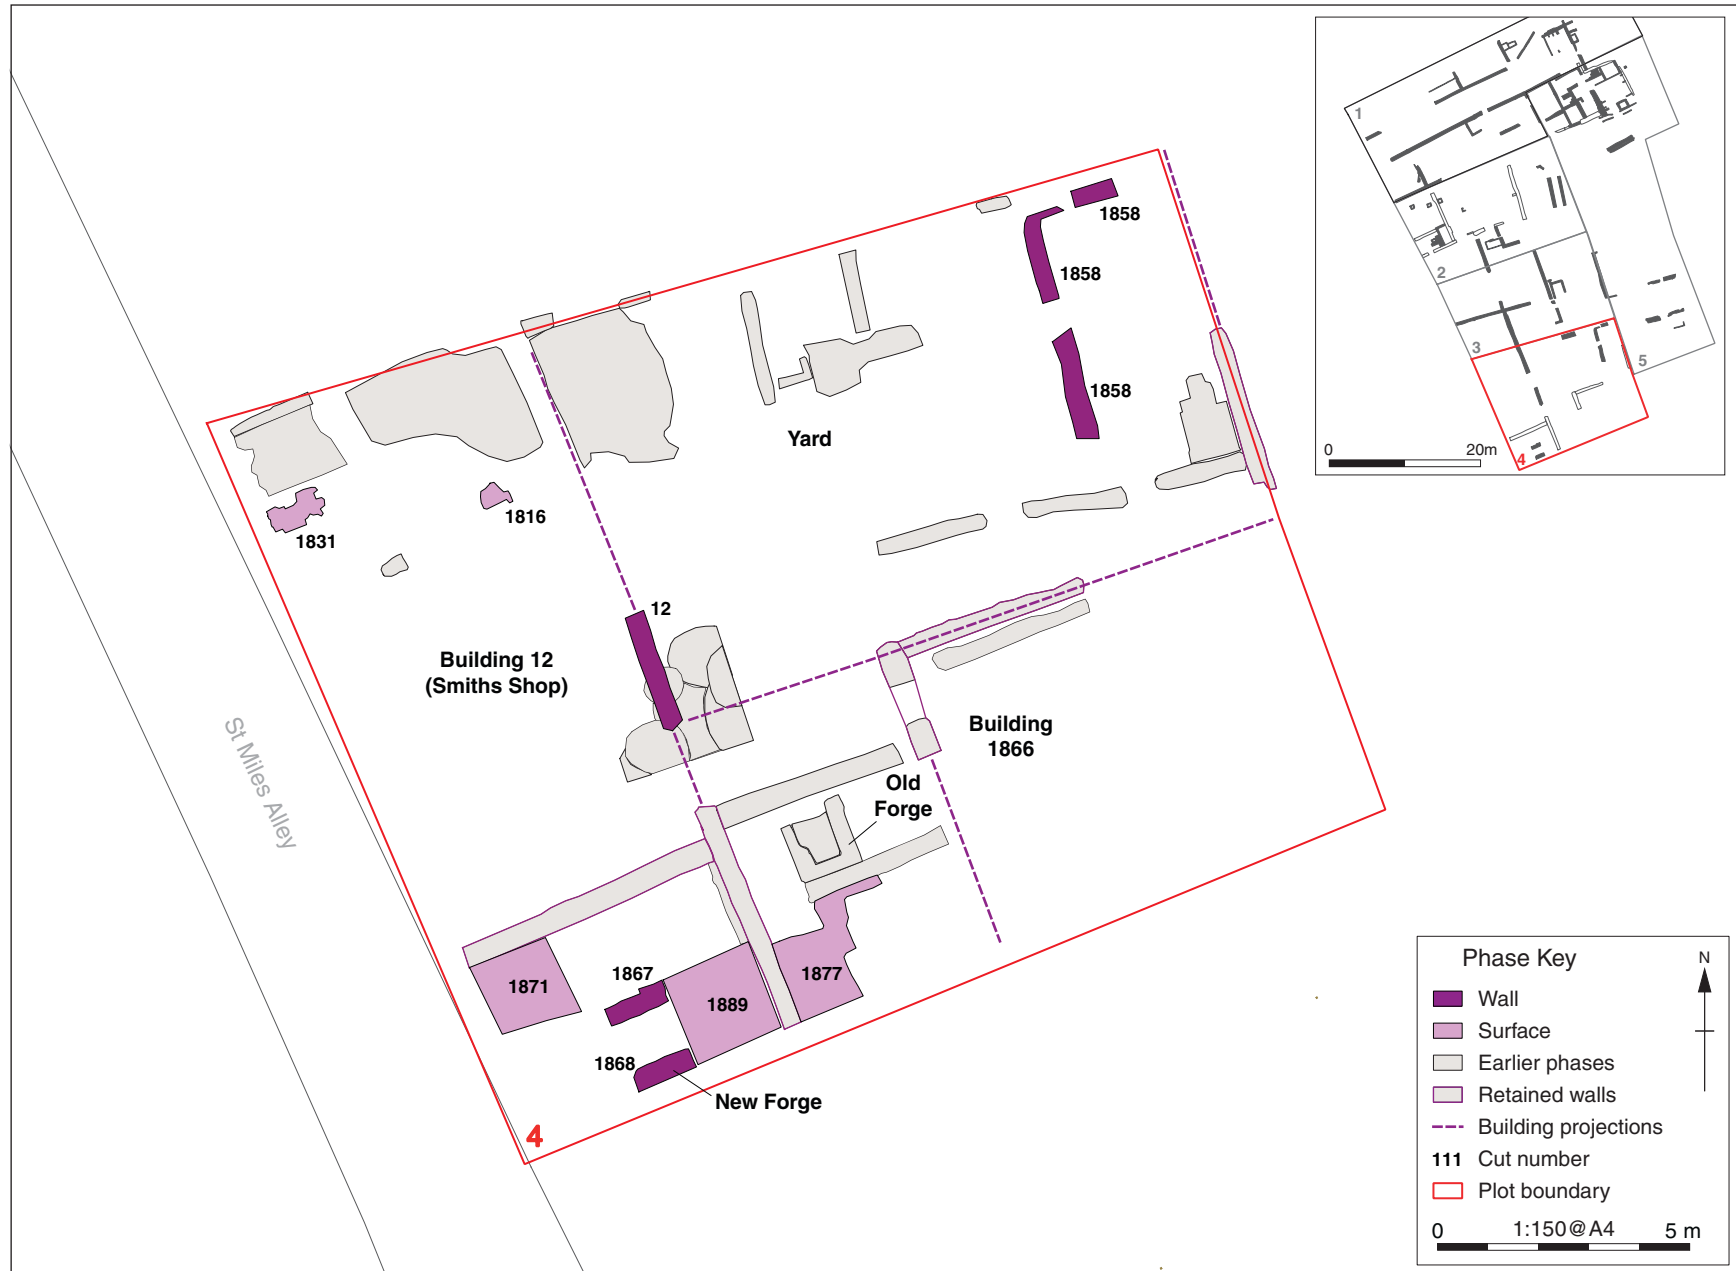 1858
1858
1858
Yard
1831
1816
12
Building 12
(Smiths Shop)
Building
1866
Old
Forge
St Miles Alley
1871
1867
1889
1877
1868
New Forge
4
1
2
3
5
4
0 20m
Phase Key
N
Wall
Surface
Earlier phases
Retained walls
Building projections
111 Cut number
Plot boundary
0 1:150@A4 5 m